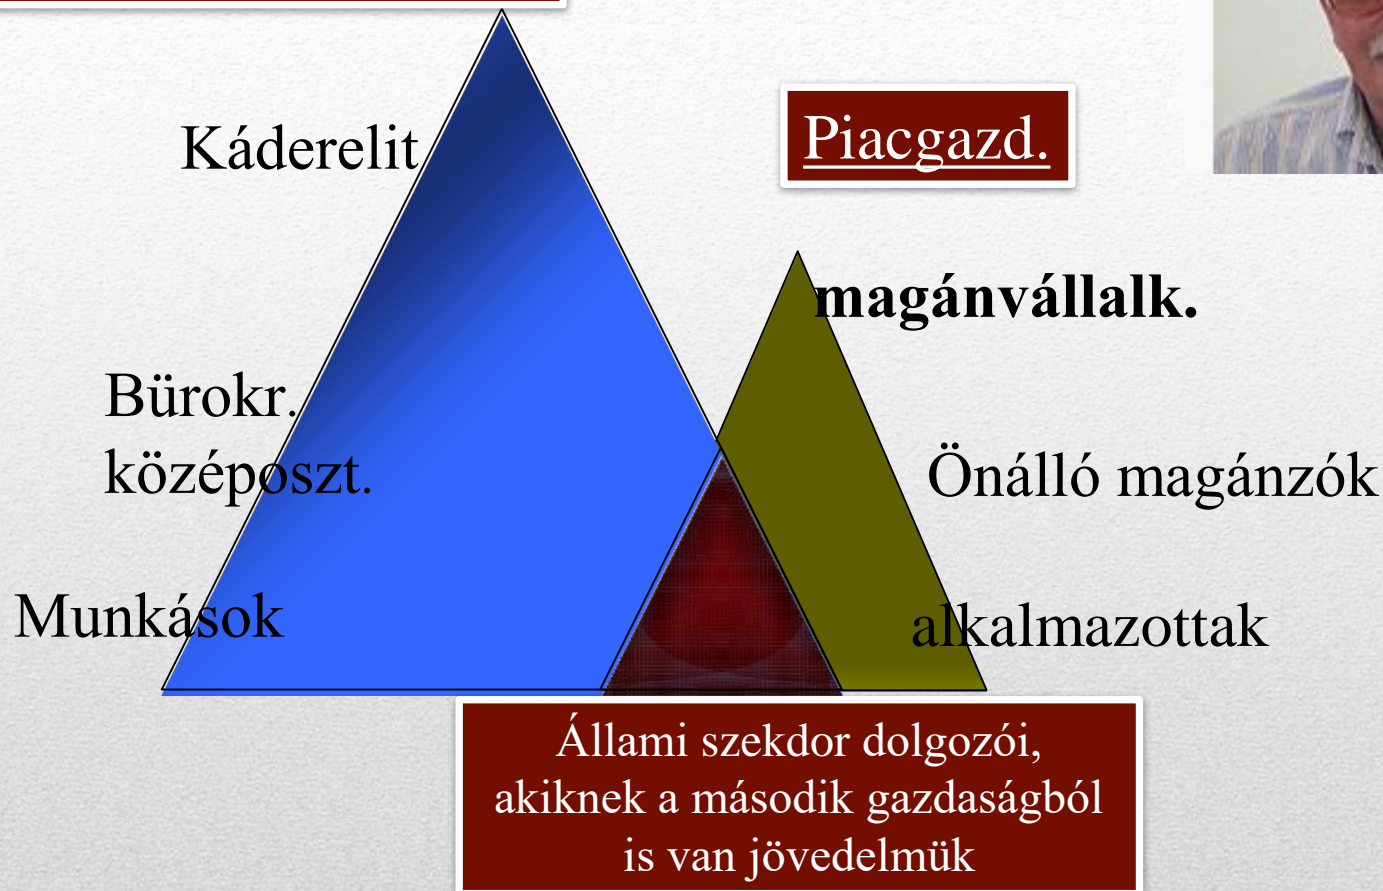 Káderelit
Piacgazd.
magánvállalk.
Bürokr.
középoszt.
Önálló magánzók
Munkások
alkalmazottak
Állami szekdor dolgozói,
akiknek a második gazdaságból
is van jövedelmük